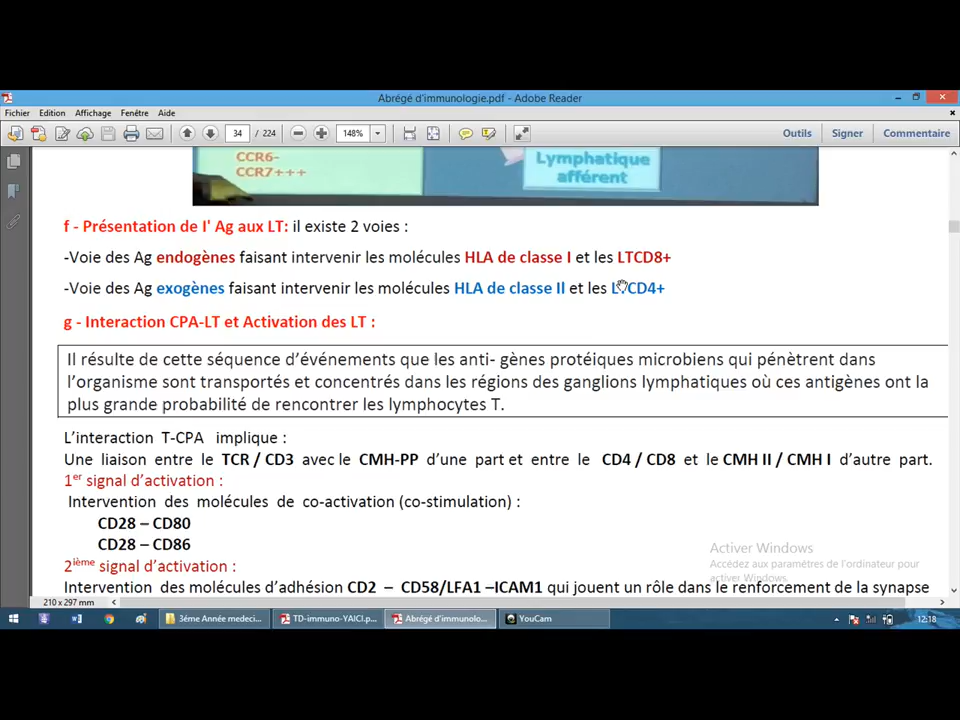 Abrégé d'immunologie.pdf - Adobe Reader
Fichier Edition Affichage Fenêtre Aide
34 / 224 148% Outils Signer Commentaire
CCR6-
CCR7+++
Lymphatique
afférent
f - Présentation de l' Ag aux LT: il existe 2 voies :
-Voie des Ag endogènes faisant intervenir les molécules HLA de classe I et les LTCD8+
-Voie des Ag exogènes faisant intervenir les molécules HLA de classe II et les LTCD4+
g - Interaction CPA-LT et Activation des LT :
Il résulte de cette séquence d'événements que les anti- gènes protéiques microbiens qui pénètrent dans
l'organisme sont transportés et concentrés dans les régions des ganglions lymphatiques où ces antigènes ont la
plus grande probabilité de rencontrer les lymphocytes T.
L'interaction T-CPA implique :
Une liaison entre le TCR / CD3 avec le CMH-PP d'une part et entre le CD4 / CD8 et le CMH II / CMH I d'autre part.
1er signal d'activation :
Intervention des molécules de co-activation (co-stimulation) :
CD28 – CD80
CD28 – CD86
2ième signal d'activation :
Intervention des molécules d'adhésion CD2 – CD58/LFA1 –ICAM1 qui jouent un rôle dans le renforcement de la synapse
Activer Windows
Accédez aux paramètres de l'ordinateur pour
activer Windows.
210 x 297 mm
3éme Année medeci... TD-immuno-YAICI.p... Abrégé d'immunolo... YouCam 12:18